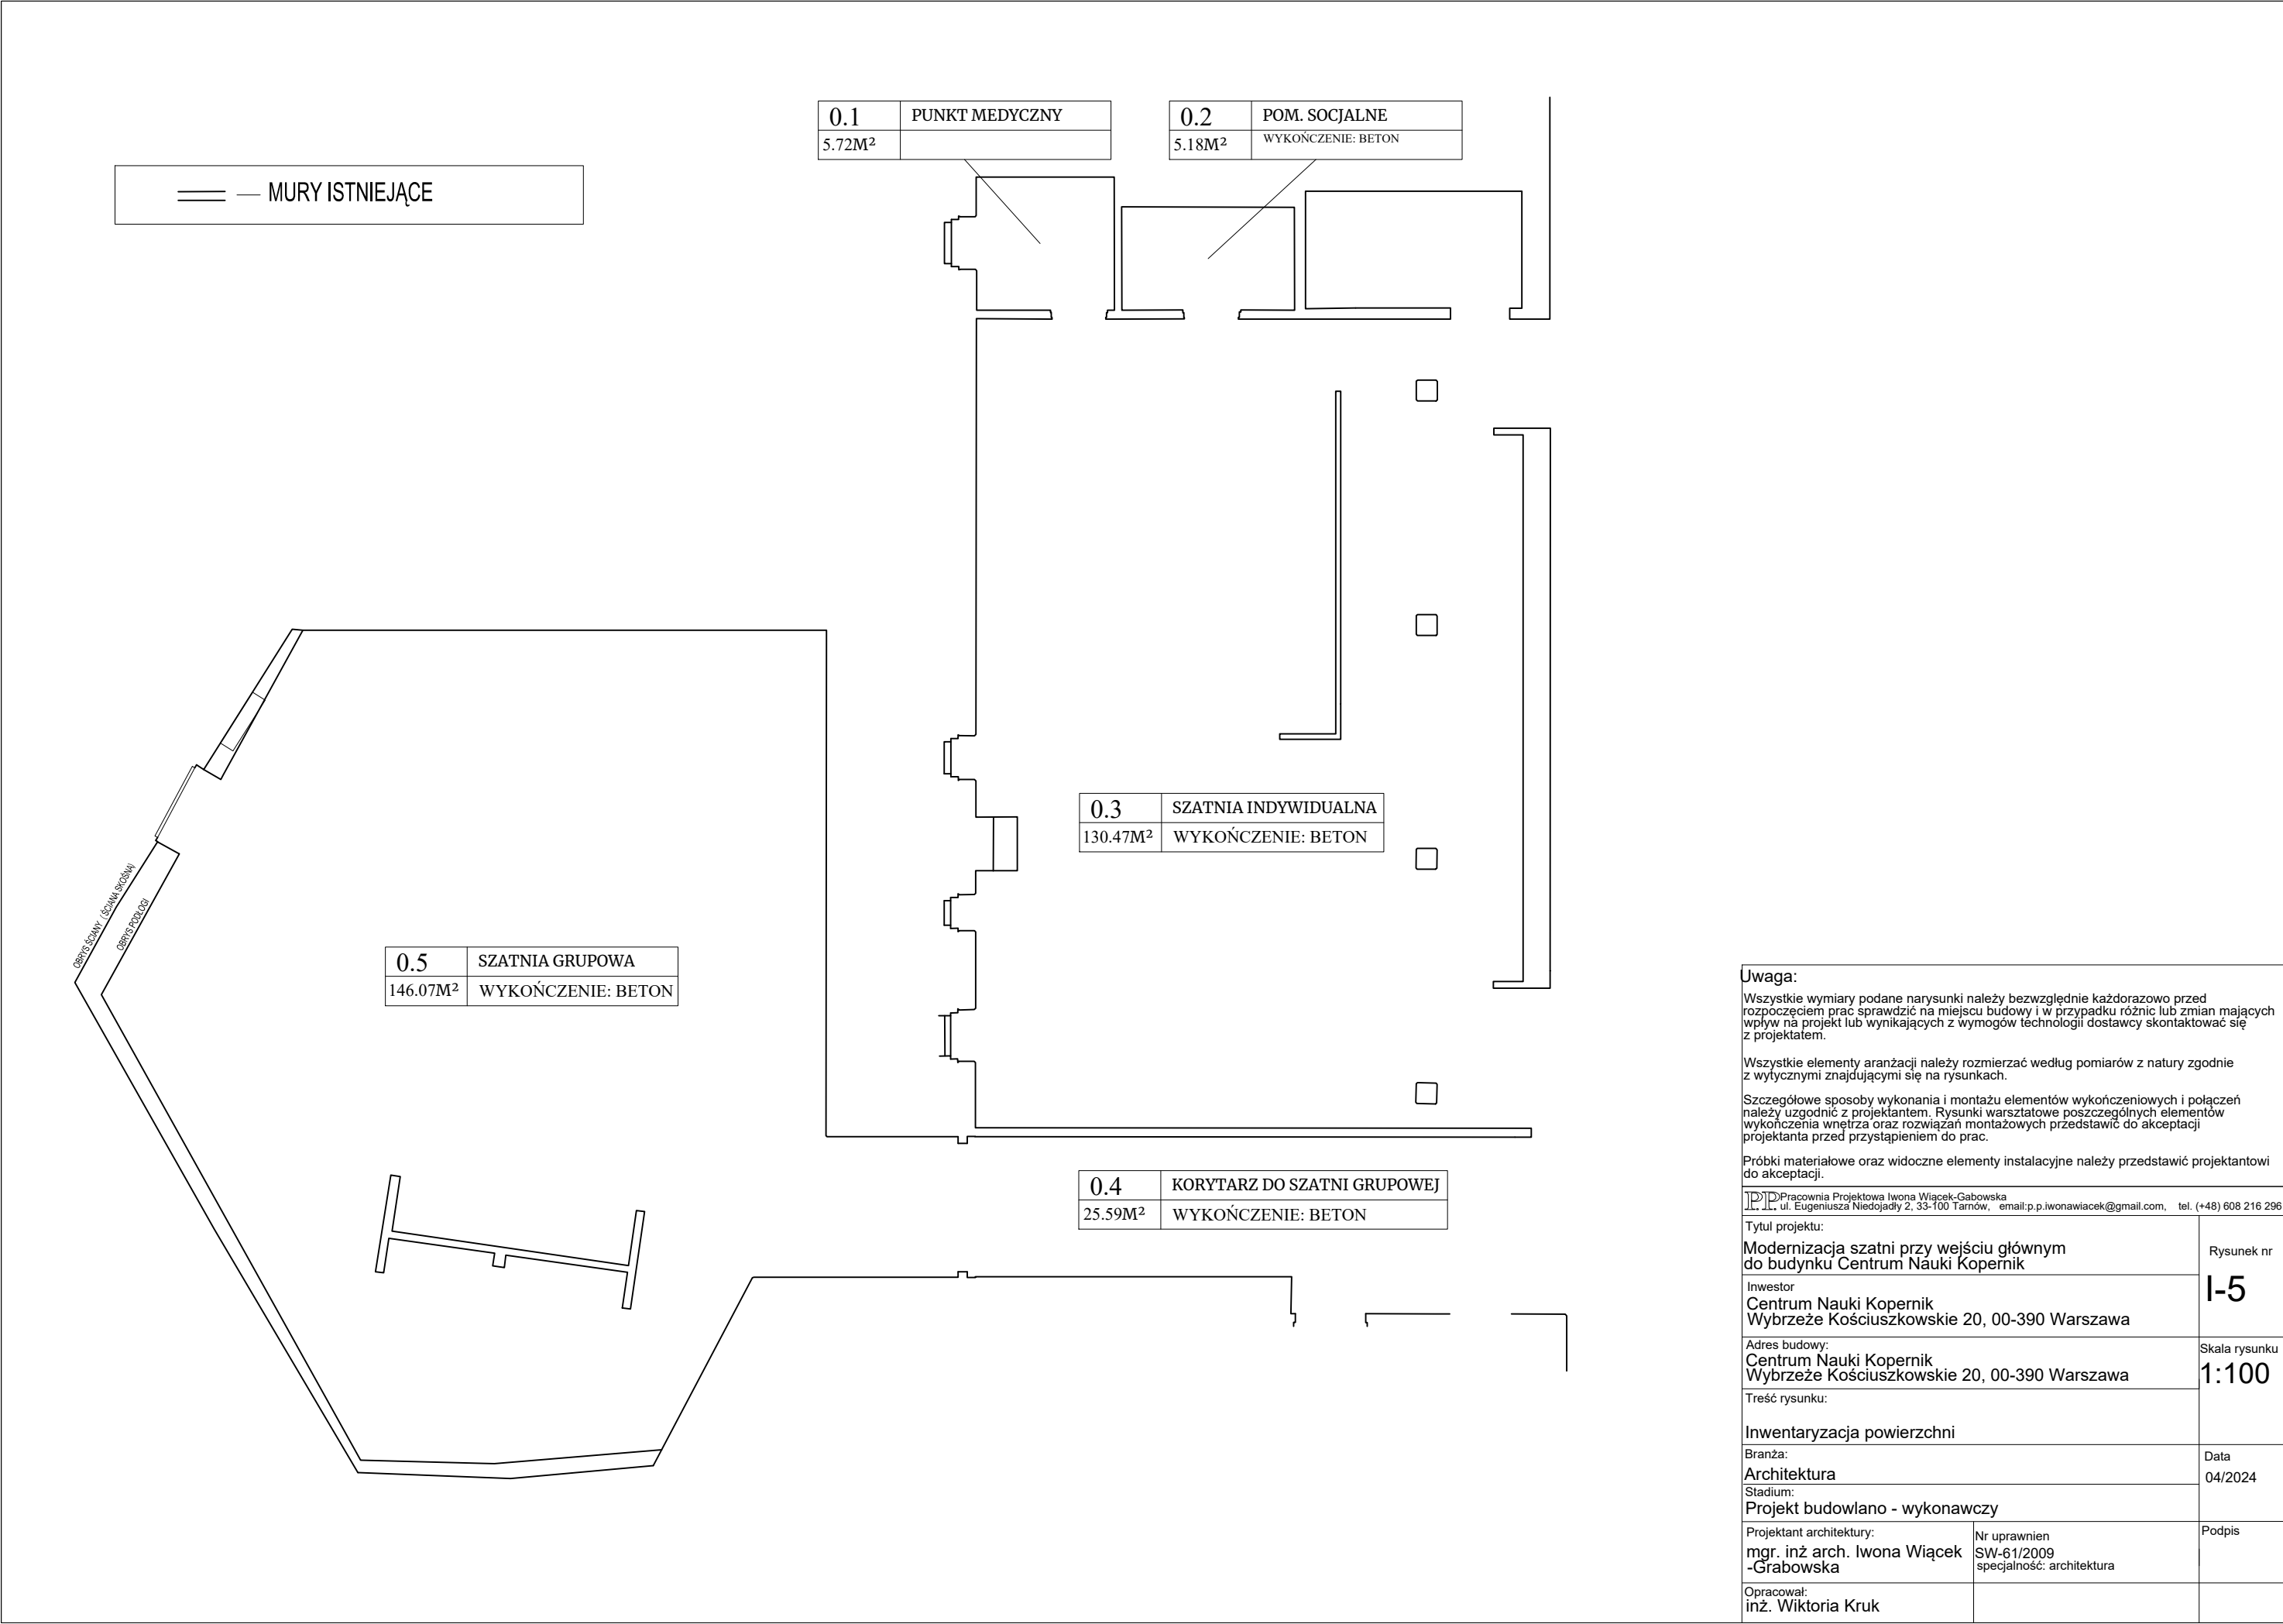 0.1 PUNKT MEDYCZNY
5.72M²
0.2 POM. SOCJALNE
5.18M² WYKOŃCZENIE: BETON
MURY ISTNIEJĄCE
0.3 SZATNIA INDYWIDUALNA
130.47M² WYKOŃCZENIE: BETON
OBRYS ŚCIANY (ŚCIANA SKOŚNA)
OBRYS PODŁOGI
0.5 SZATNIA GRUPOWA
146.07M² WYKOŃCZENIE: BETON
0.4 KORYTARZ DO SZATNI GRUPOWEJ
25.59M² WYKOŃCZENIE: BETON
Uwaga:
Wszystkie wymiary podane narysunki należy bezwzględnie każdorazowo przed
rozpoczęciem prac sprawdzić na miejscu budowy i w przypadku różnic lub zmian mających
wpływ na projekt lub wynikających z wymogów technologii dostawcy skontaktować się
z projektatem.
Wszystkie elementy aranżacji należy rozmierzać według pomiarów z natury zgodnie
z wytycznymi znajdującymi się na rysunkach.
Szczegółowe sposoby wykonania i montażu elementów wykończeniowych i połączeń
należy uzgodnić z projektantem. Rysunki warsztatowe poszczególnych elementów
wykończenia wnętrza oraz rozwiązań montażowych przedstawić do akceptacji
projektanta przed przystąpieniem do prac.
Próbki materiałowe oraz widoczne elementy instalacyjne należy przedstawić projektantowi
do akceptacji.
P.P. Pracownia Projektowa Iwona Wiącek-Gabowska
ul. Eugeniusza Niedojadły 2, 33-100 Tarnów, email:p.p.iwonawiacek@gmail.com, tel. (+48) 608 216 296
Tytul projektu:
Modernizacja szatni przy wejściu głównym
do budynku Centrum Nauki Kopernik
Rysunek nr
I-5
Inwestor
Centrum Nauki Kopernik
Wybrzeże Kościuszkowskie 20, 00-390 Warszawa
Adres budowy:
Centrum Nauki Kopernik
Wybrzeże Kościuszkowskie 20, 00-390 Warszawa
Skala rysunku
1:100
Treść rysunku:
Inwentaryzacja powierzchni
Branża:
Architektura
Data
04/2024
Stadium:
Projekt budowlano - wykonawczy
Projektant architektury:
mgr. inż arch. Iwona Wiącek
-Grabowska
Nr uprawnien
SW-61/2009
specjalność: architektura
Podpis
Opracował:
inż. Wiktoria Kruk